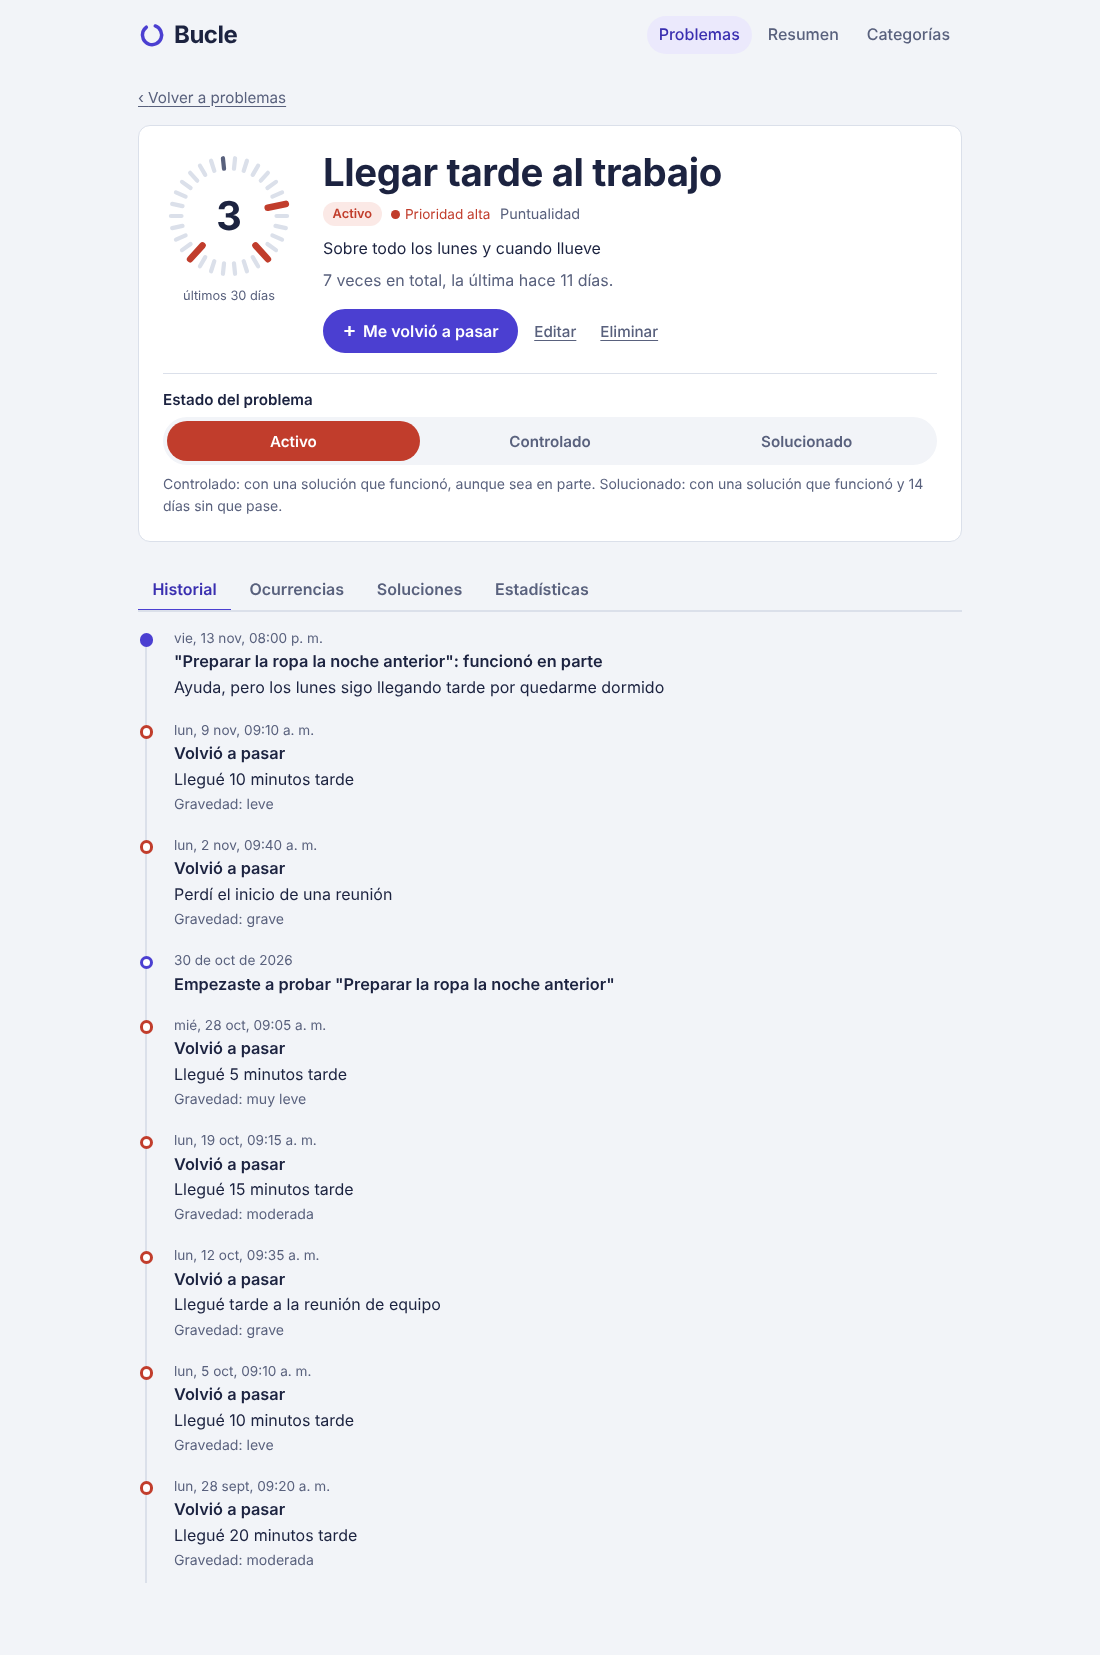 Bucle
Problemas Resumen Categorías
‹ Volver a problemas
3
últimos 30 días
Llegar tarde al trabajo
Activo Prioridad alta Puntualidad
Sobre todo los lunes y cuando llueve
7 veces en total, la última hace 11 días.
+ Me volvió a pasar Editar Eliminar
Estado del problema
Activo Controlado Solucionado
Controlado: con una solución que funcionó, aunque sea en parte. Solucionado: con una solución que funcionó y 14
días sin que pase.
Historial Ocurrencias Soluciones Estadísticas
vie, 13 nov, 08:00 p. m.
"Preparar la ropa la noche anterior": funcionó en parte
Ayuda, pero los lunes sigo llegando tarde por quedarme dormido
lun, 9 nov, 09:10 a. m.
Volvió a pasar
Llegué 10 minutos tarde
Gravedad: leve
lun, 2 nov, 09:40 a. m.
Volvió a pasar
Perdí el inicio de una reunión
Gravedad: grave
30 de oct de 2026
Empezaste a probar "Preparar la ropa la noche anterior"
mié, 28 oct, 09:05 a. m.
Volvió a pasar
Llegué 5 minutos tarde
Gravedad: muy leve
lun, 19 oct, 09:15 a. m.
Volvió a pasar
Llegué 15 minutos tarde
Gravedad: moderada
lun, 12 oct, 09:35 a. m.
Volvió a pasar
Llegué tarde a la reunión de equipo
Gravedad: grave
lun, 5 oct, 09:10 a. m.
Volvió a pasar
Llegué 10 minutos tarde
Gravedad: leve
lun, 28 sept, 09:20 a. m.
Volvió a pasar
Llegué 20 minutos tarde
Gravedad: moderada